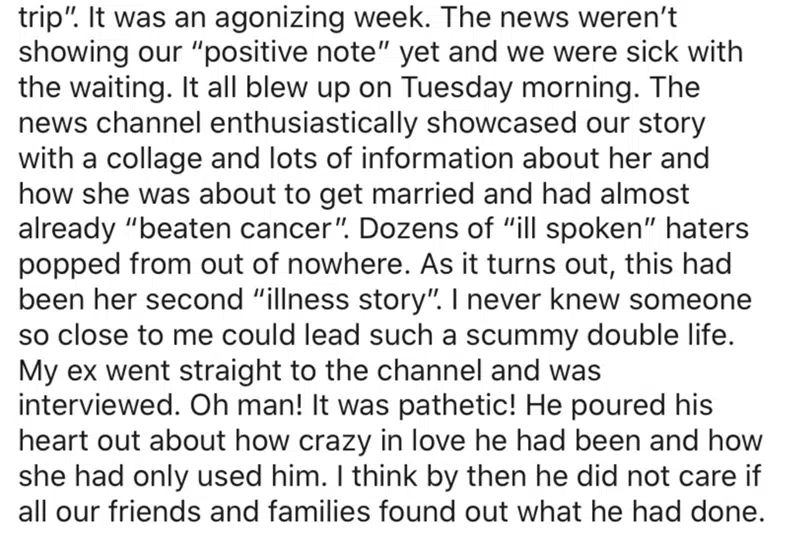 trip”. It was an agonizing week. The news weren’t
showing our “positive note” yet and we were sick with
the waiting. It all blew up on Tuesday morning. The
news channel enthusiastically showcased our story
with a collage and lots of information about her and
how she was about to get married and had almost
already “beaten cancer”. Dozens of “ill spoken” haters
popped from out of nowhere. As it turns out, this had
been her second “illness story”. I never knew someone
so close to me could lead such a scummy double life.
My ex went straight to the channel and was
interviewed. Oh man! It was pathetic! He poured his
heart out about how crazy in love he had been and how
she had only used him. I think by then he did not care if
all our friends and families found out what he had done.